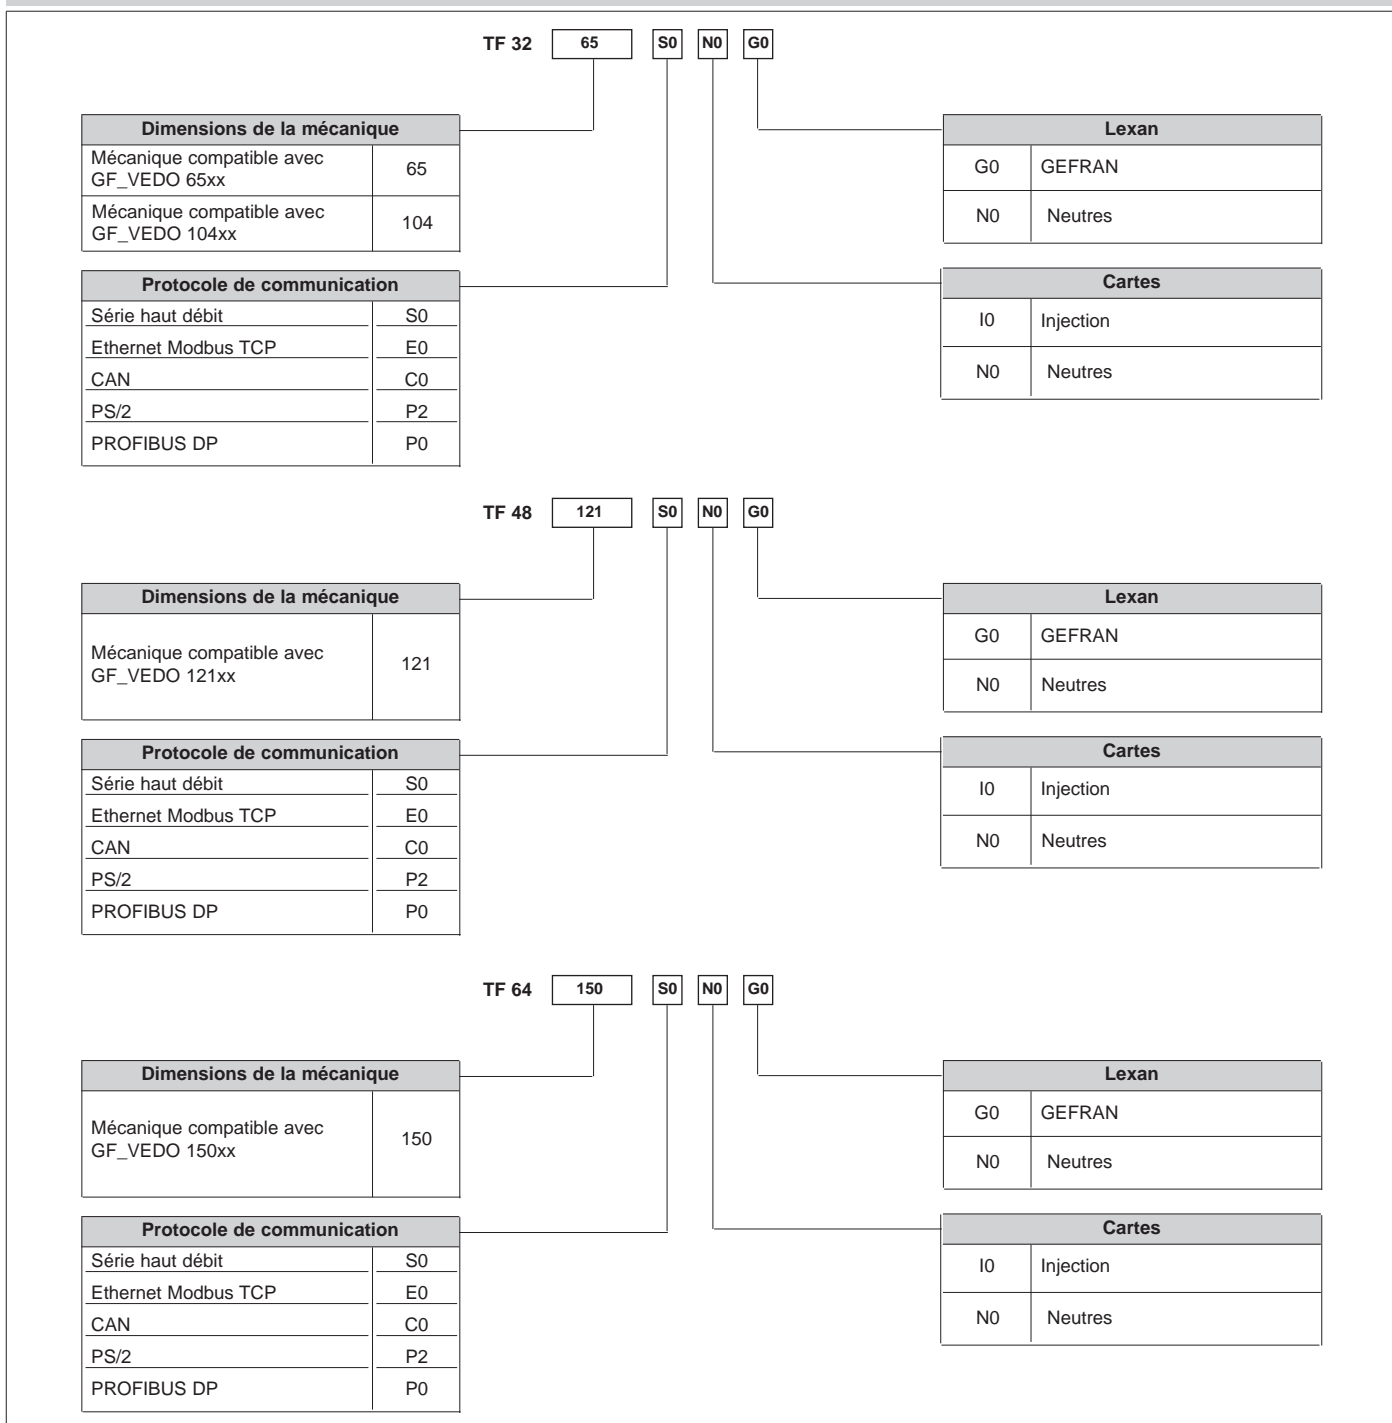 TF 32 65 S0 N0 G0
Dimensions de la mécanique
Mécanique compatible avec
GF_VEDO 65xx
65
Mécanique compatible avec
GF_VEDO 104xx
104
Protocole de communication
Série haut débit S0
Ethernet Modbus TCP E0
CAN C0
PS/2 P2
PROFIBUS DP P0
Lexan
G0 GEFRAN
N0 Neutres
Cartes
I0 Injection
N0 Neutres
TF 48 121 S0 N0 G0
Dimensions de la mécanique
Mécanique compatible avec
GF_VEDO 121xx
121
Protocole de communication
Série haut débit S0
Ethernet Modbus TCP E0
CAN C0
PS/2 P2
PROFIBUS DP P0
Lexan
G0 GEFRAN
N0 Neutres
Cartes
I0 Injection
N0 Neutres
TF 64 150 S0 N0 G0
Dimensions de la mécanique
Mécanique compatible avec
GF_VEDO 150xx
150
Protocole de communication
Série haut débit S0
Ethernet Modbus TCP E0
CAN C0
PS/2 P2
PROFIBUS DP P0
Lexan
G0 GEFRAN
N0 Neutres
Cartes
I0 Injection
N0 Neutres